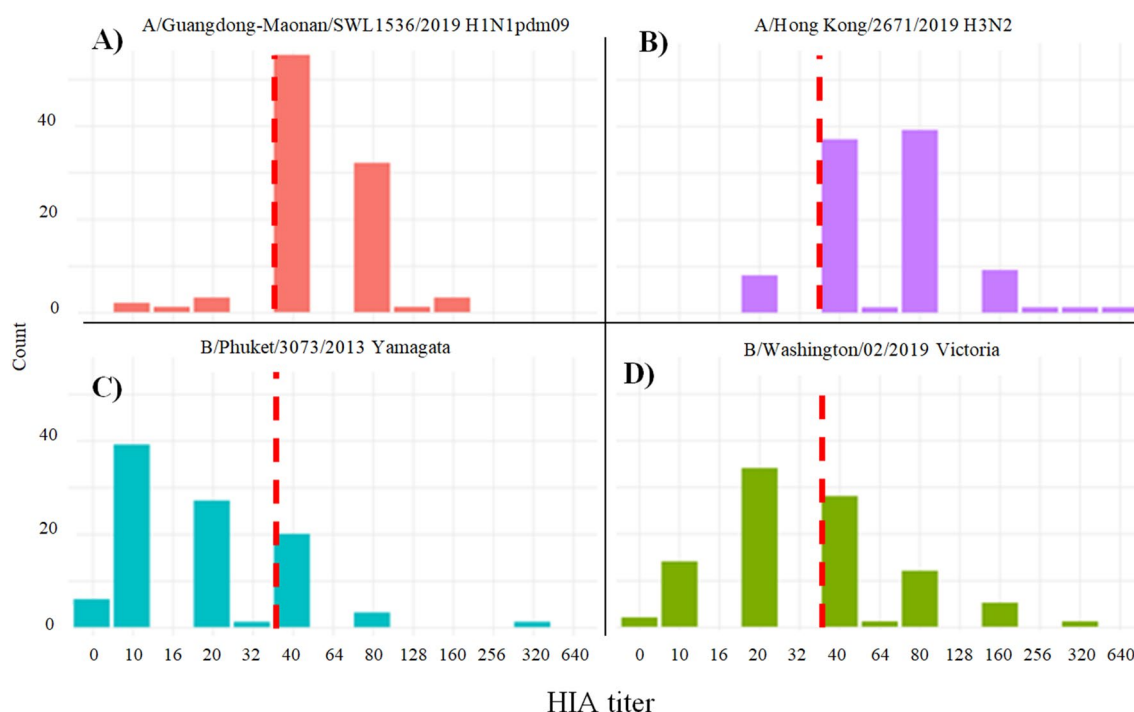 A/Guangdong-Maonan/SWL1536/2019 H1N1pdm09
A/Hong Kong/2671/2019 H3N2
A)
B)
40
20
0
Count
B/Phuket/3073/2013 Yamagata
B/Washington/02/2019 Victoria
C)
D)
40
20
0
0 10 16 20 32 40 64 80 128 160 256 320 640
0 10 16 20 32 40 64 80 128 160 256 320 640
HIA titer